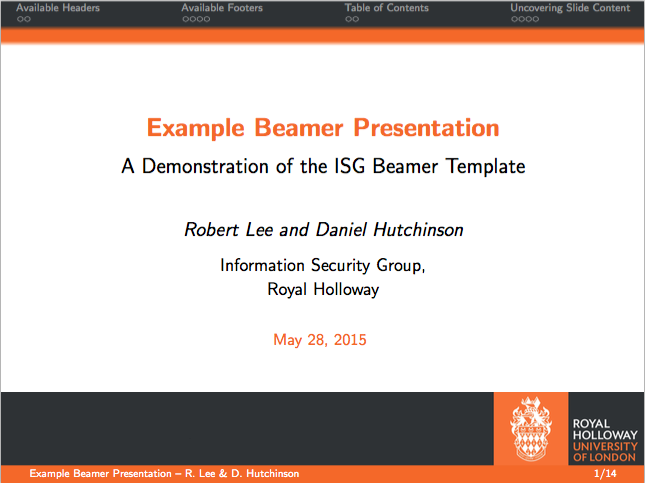 Available Headers Available Footers Table of Contents Uncovering Slide Content
Example Beamer Presentation
A Demonstration of the ISG Beamer Template
Robert Lee and Daniel Hutchinson
Information Security Group,
Royal Holloway
May 28, 2015
ROYAL
HOLLOWAY
UNIVERSITY
OF LONDON
Example Beamer Presentation – R. Lee & D. Hutchinson 1/14